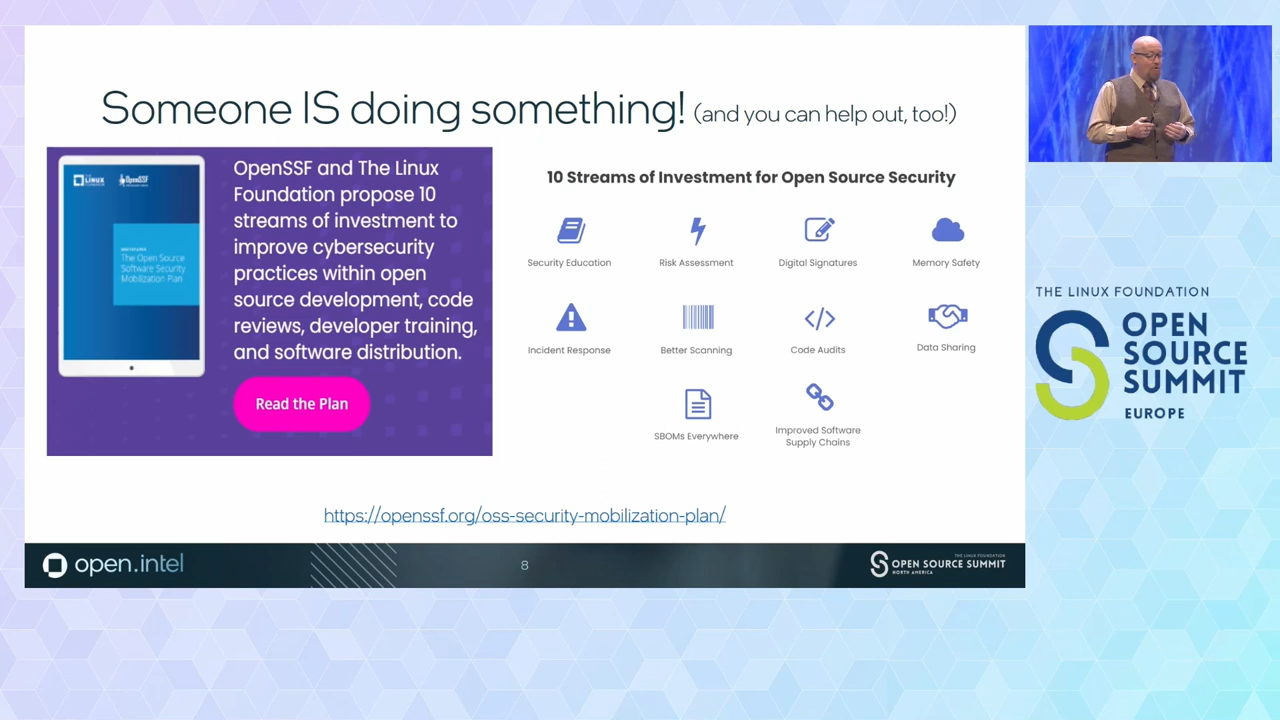 Someone IS doing something! (and you can help out, too!)
THE LINUX FOUNDATION
OpenSSF
The Open Source
Software Security
Mobilization Plan
OpenSSF and The Linux
Foundation propose 10
streams of investment to
improve cybersecurity
practices within open
source development, code
reviews, developer training,
and software distribution.
Read the Plan
10 Streams of Investment for Open Source Security
Security Education
Risk Assessment
Digital Signatures
Memory Safety
Incident Response
Better Scanning
Code Audits
Data Sharing
SBOMs Everywhere
Improved Software
Supply Chains
https://openssf.org/oss-security-mobilization-plan/
open.intel
8
THE LINUX FOUNDATION
OPEN SOURCE SUMMIT
NORTH AMERICA
THE LINUX FOUNDATION
OPEN
SOURCE
SUMMIT
EUROPE